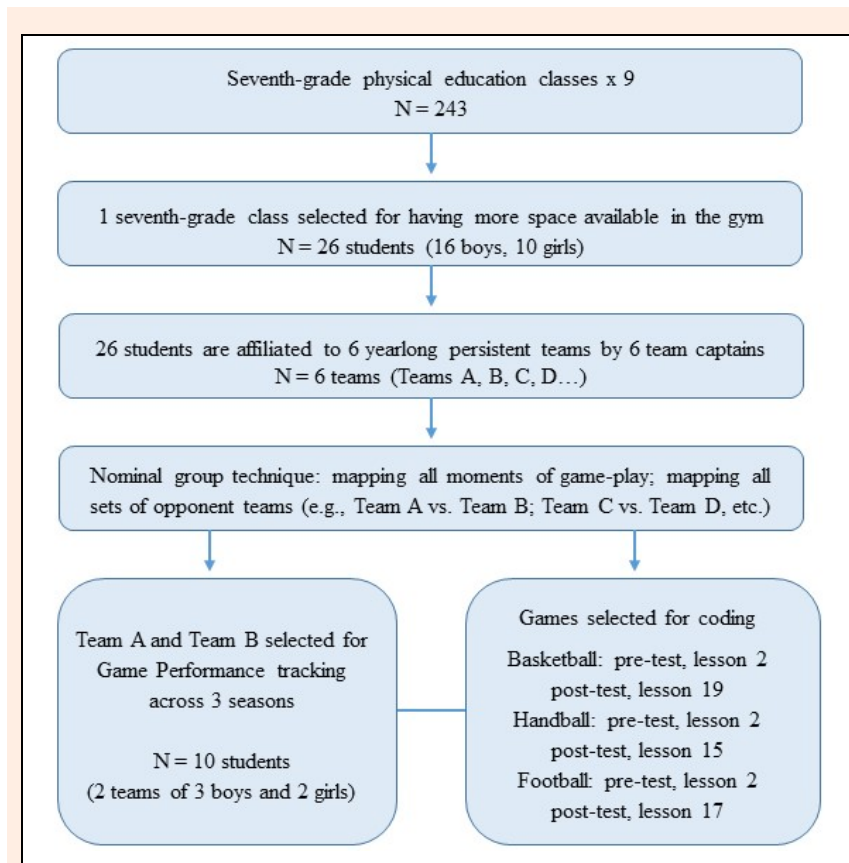 Seventh-grade physical education classes x 9
N = 243
1 seventh-grade class selected for having more space available in the gym
N = 26 students (16 boys, 10 girls)
26 students are affiliated to 6 yearlong persistent teams by 6 team captains
N = 6 teams (Teams A, B, C, D…)
Nominal group technique: mapping all moments of game-play; mapping all
sets of opponent teams (e.g., Team A vs. Team B; Team C vs. Team D, etc.)
Team A and Team B selected for
Game Performance tracking
across 3 seasons
N = 10 students
(2 teams of 3 boys and 2 girls)
Games selected for coding
Basketball: pre-test, lesson 2
post-test, lesson 19
Handball: pre-test, lesson 2
post-test, lesson 15
Football: pre-test, lesson 2
post-test, lesson 17